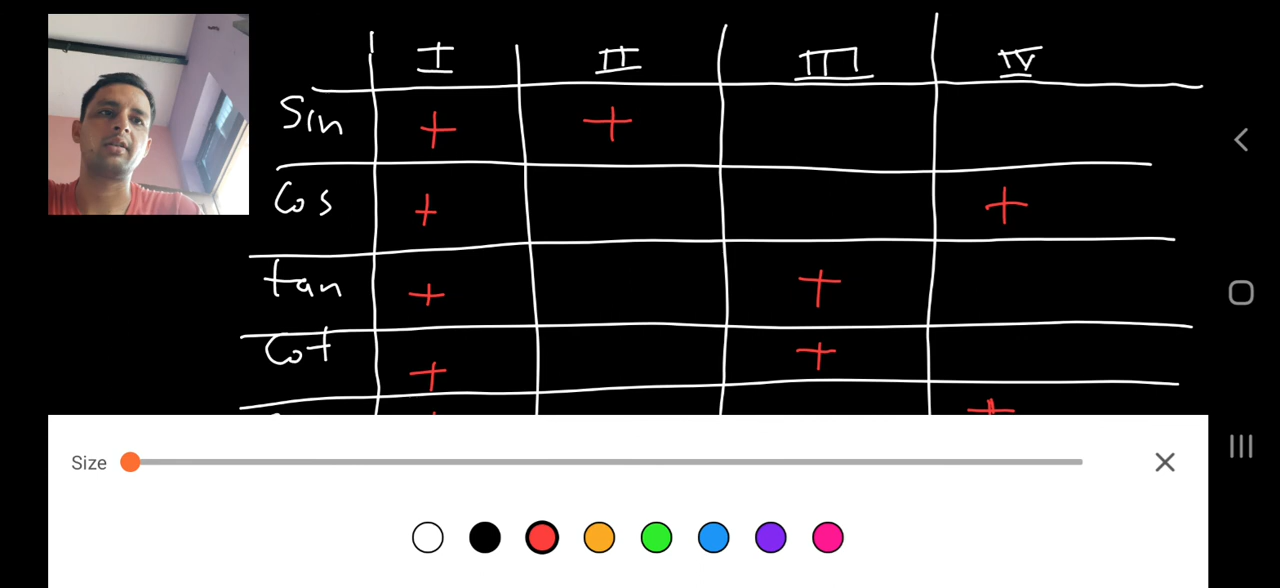 I II III IV
Sin + +
Cos + +
tan + +
Cot + +
Size